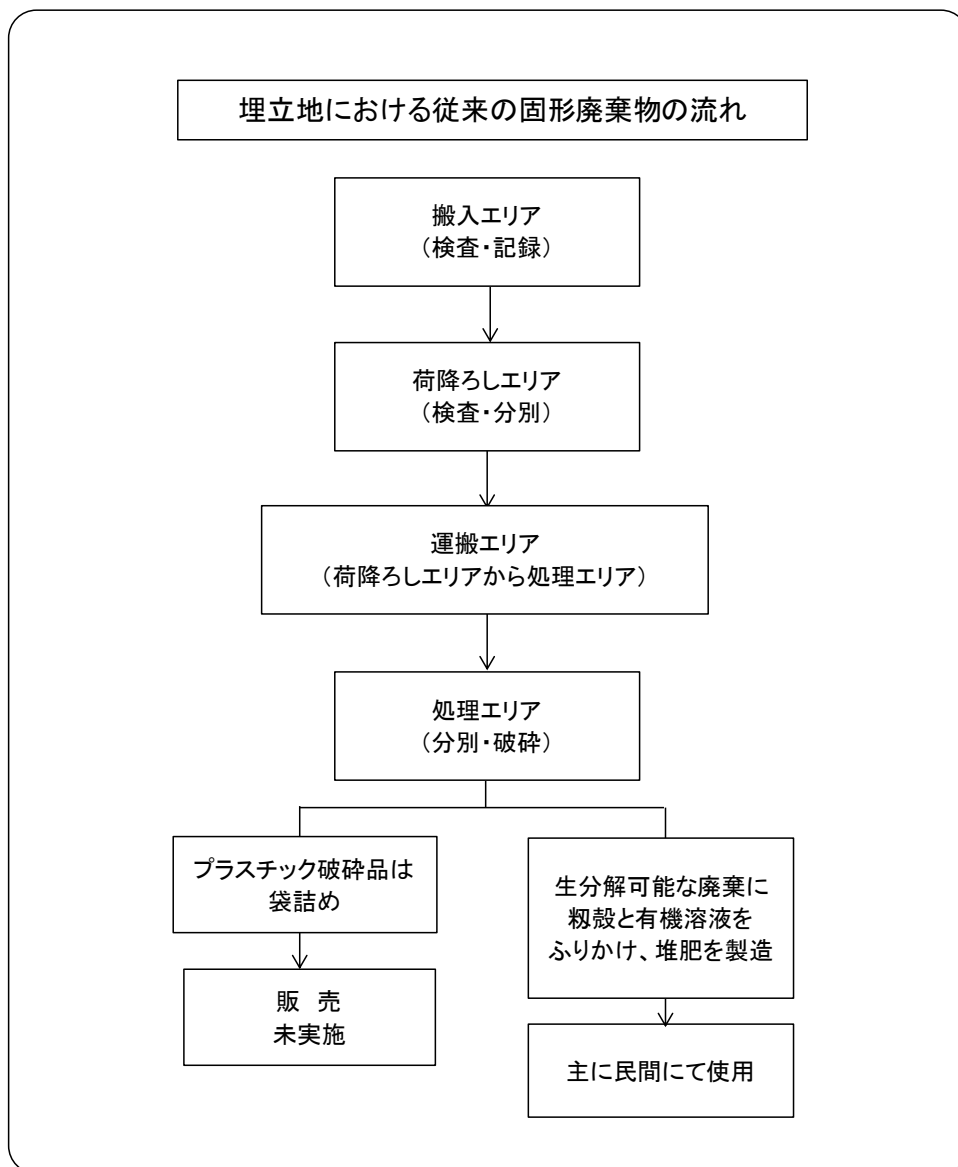 埋立地における従来の固形廃棄物の流れ
搬入エリア
（検査・記録）
荷降ろしエリア
（検査・分別）
運搬エリア
（荷降ろしエリアから処理エリア）
処理エリア
（分別・破砕）
プラスチック破砕品は
袋詰め
販　売
未実施
生分解可能な廃棄に
籾殻と有機溶液を
ふりかけ、堆肥を製造
主に民間にて使用